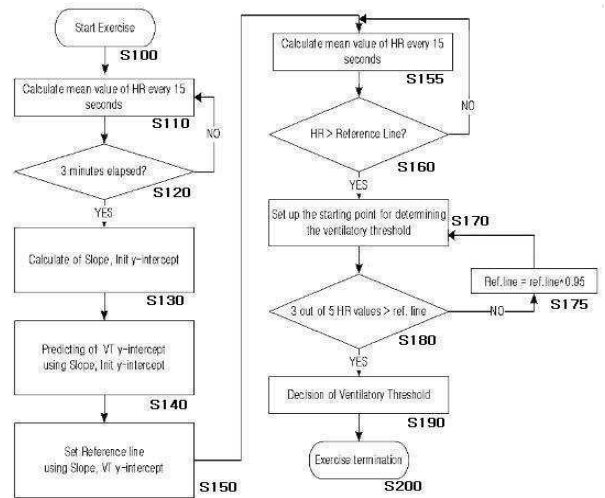 Start Exercise
S100
Calculate mean value of HR every 15
seconds
S110
NO
3 minutes elapsed?
S120
YES
Calculate of Slope, Init y-intercept
S130
Predicting of VT y-intercept
using Slope, Init y-intercept
S140
Set Reference line
using Slope, VT y-intercept
S150
Calculate mean value of HR every 15
seconds
S155
NO
HR > Reference Line?
S160
YES
Set up the starting point for determining
the ventilatory threshold
S170
Ref.line = ref.line*0.95
S175
3 out of 5 HR values > ref. line
NO
S180
YES
Decision of Ventilatory Threshold
S190
Exercise termination
S200